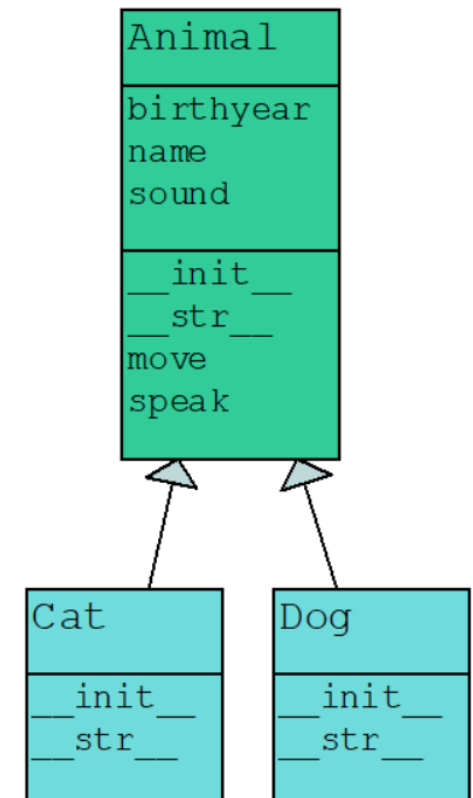 Animal
birthyear
name
sound
__init__
__str__
move
speak
Cat
__init__
__str__
Dog
__init__
__str__